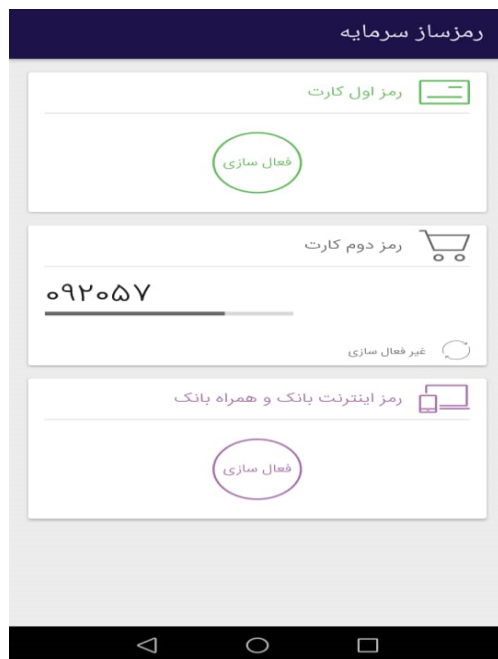 رمزساز سرمایه
رمز اول کارت
فعال سازی
رمز دوم کارت
۰۹۲۰۵۷
غیر فعال سازی
رمز اینترنت بانک و همراه بانک
فعال سازی